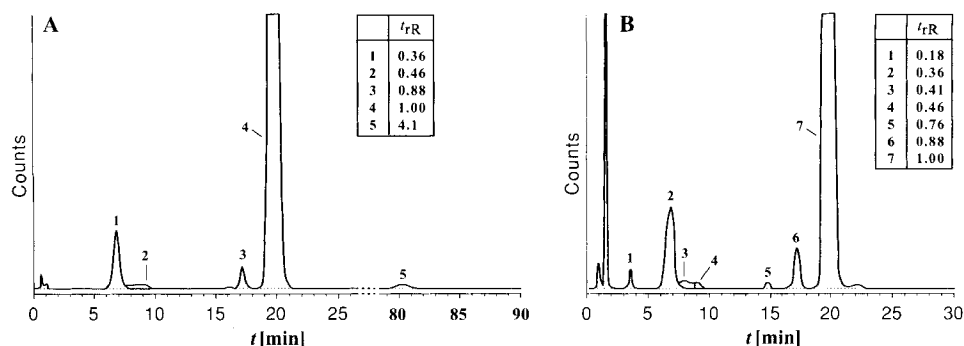 A
t_rR
1 0.36
2 0.46
3 0.88
4 1.00
5 4.1
Counts
1
2
3
4
5
0 5 10 15 20 25 80 85 90
t [min]
B
t_rR
1 0.18
2 0.36
3 0.41
4 0.46
5 0.76
6 0.88
7 1.00
Counts
1
2
3
4
5
6
7
0 5 10 15 20 25 30
t [min]